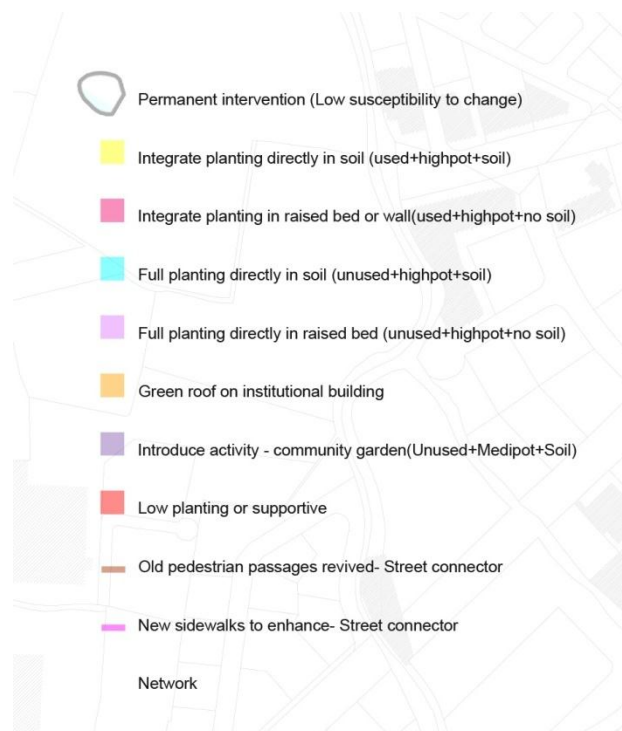 Permanent intervention (Low susceptibility to change)
Integrate planting directly in soil (used+highpot+soil)
Integrate planting in raised bed or wall(used+highpot+no soil)
Full planting directly in soil (unused+highpot+soil)
Full planting directly in raised bed (unused+highpot+no soil)
Green roof on institutional building
Introduce activity - community garden(Unused+Medipot+Soil)
Low planting or supportive
Old pedestrian passages revived- Street connector
New sidewalks to enhance- Street connector
Network